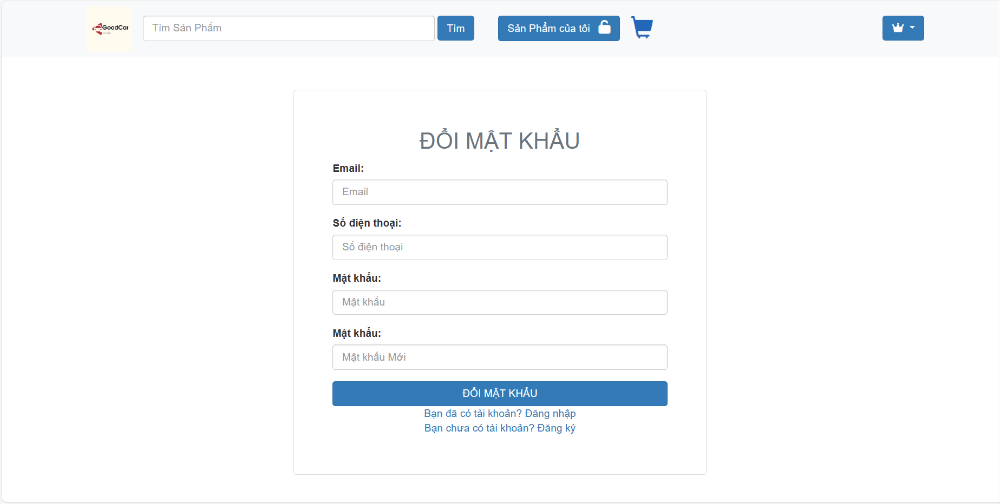 GoodCar
Tìm Sản Phẩm
Tìm
Sản Phẩm của tôi
ĐỔI MẬT KHẨU
Email:
Email
Số điện thoại:
Số điện thoại
Mật khẩu:
Mật khẩu
Mật khẩu:
Mật khẩu Mới
ĐỔI MẬT KHẨU
Bạn đã có tài khoản? Đăng nhập
Bạn chưa có tài khoản? Đăng ký